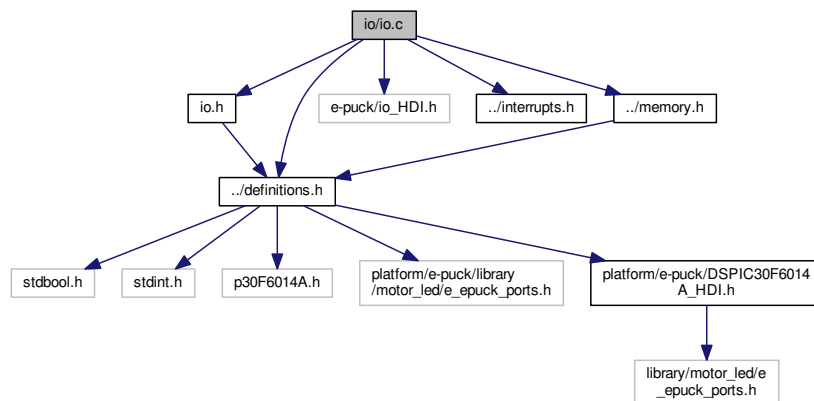 io/io.c
io.h
e-puck/io_HDI.h
../interrupts.h
../memory.h
../definitions.h
stdbool.h
stdint.h
p30F6014A.h
platform/e-puck/library
/motor_led/e_epuck_ports.h
platform/e-puck/DSPIC30F6014
A_HDI.h
library/motor_led/e
_epuck_ports.h